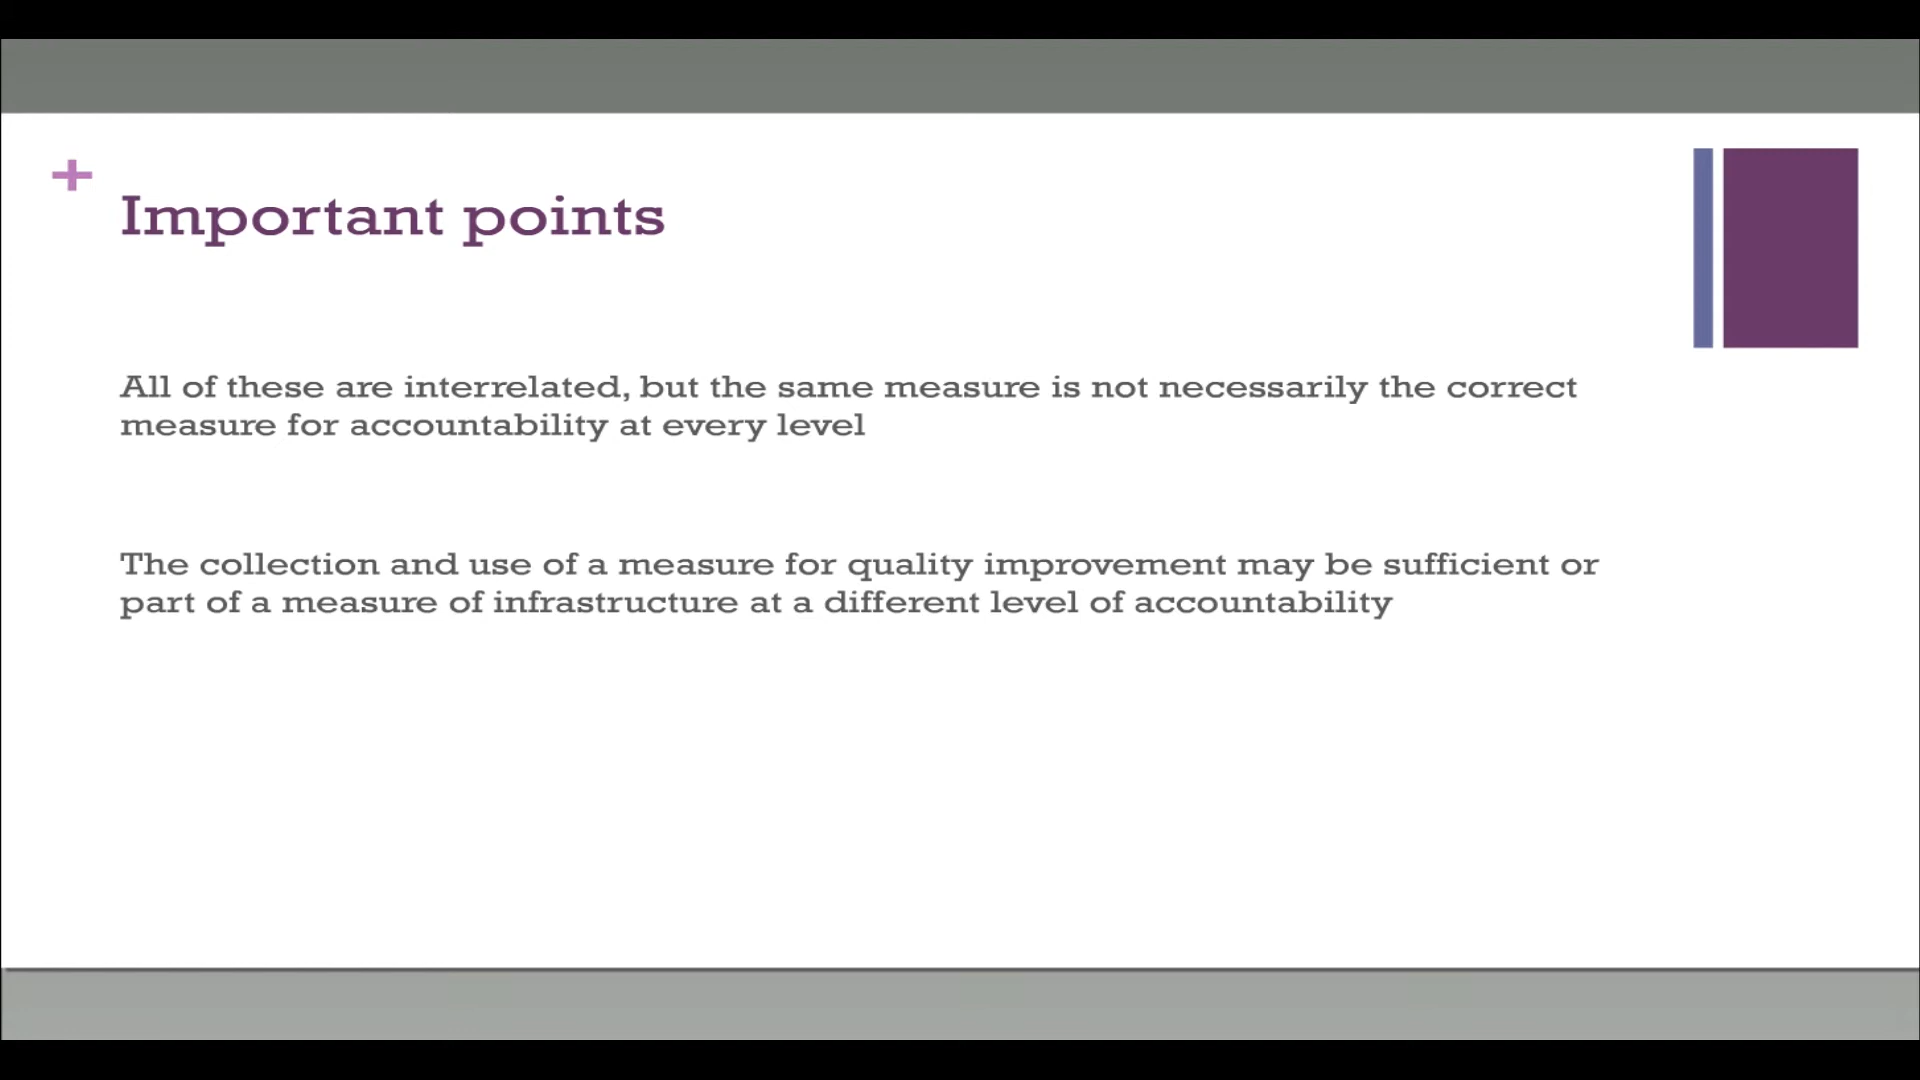 +
Important points
All of these are interrelated, but the same measure is not necessarily the correct
measure for accountability at every level
The collection and use of a measure for quality improvement may be sufficient or
part of a measure of infrastructure at a different level of accountability